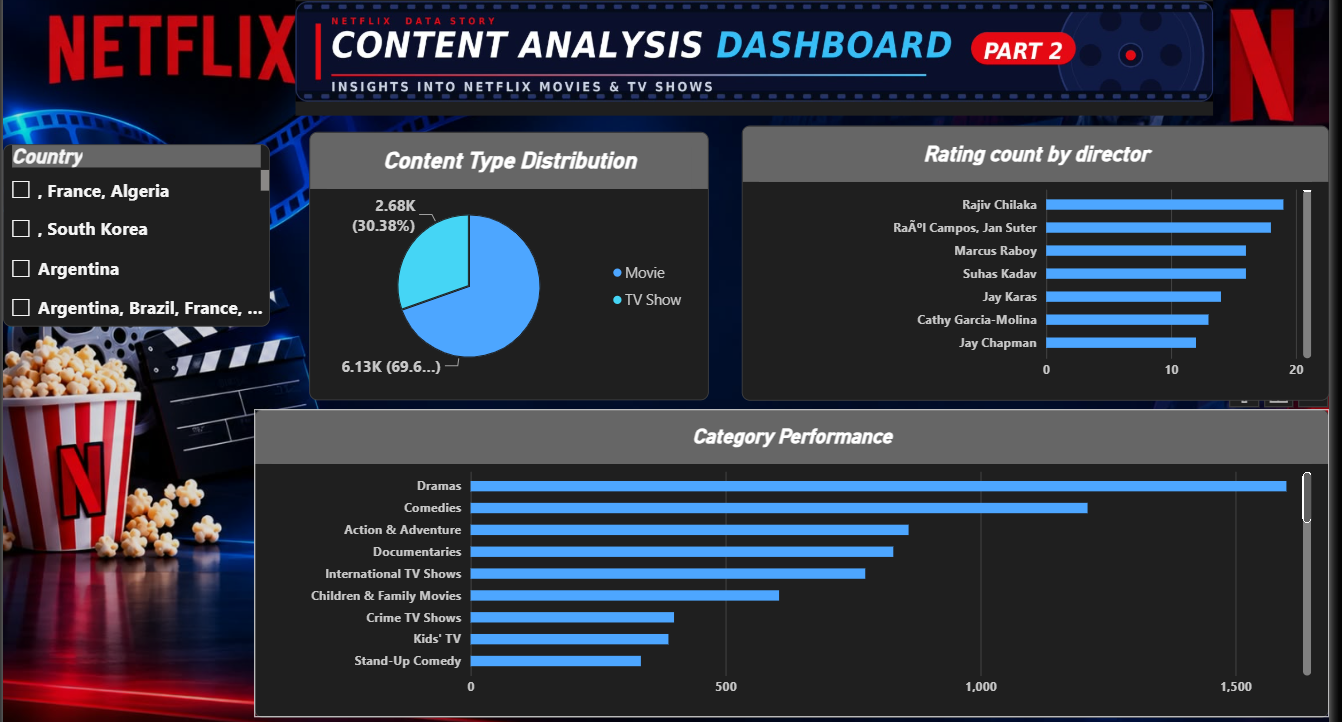 NETFLIX
NETFLIX DATA STORY
CONTENT ANALYSIS DASHBOARD PART 2
INSIGHTS INTO NETFLIX MOVIES & TV SHOWS
N
Country
, France, Algeria
, South Korea
Argentina
Argentina, Brazil, France, ...
Content Type Distribution
2.68K
(30.38%)
6.13K (69.6...)
Movie
TV Show
Rating count by director
Rajiv Chilaka
RaÃºl Campos, Jan Suter
Marcus Raboy
Suhas Kadav
Jay Karas
Cathy Garcia-Molina
Jay Chapman
0 10 20
N
Category Performance
Dramas
Comedies
Action & Adventure
Documentaries
International TV Shows
Children & Family Movies
Crime TV Shows
Kids' TV
Stand-Up Comedy
0 500 1,000 1,500